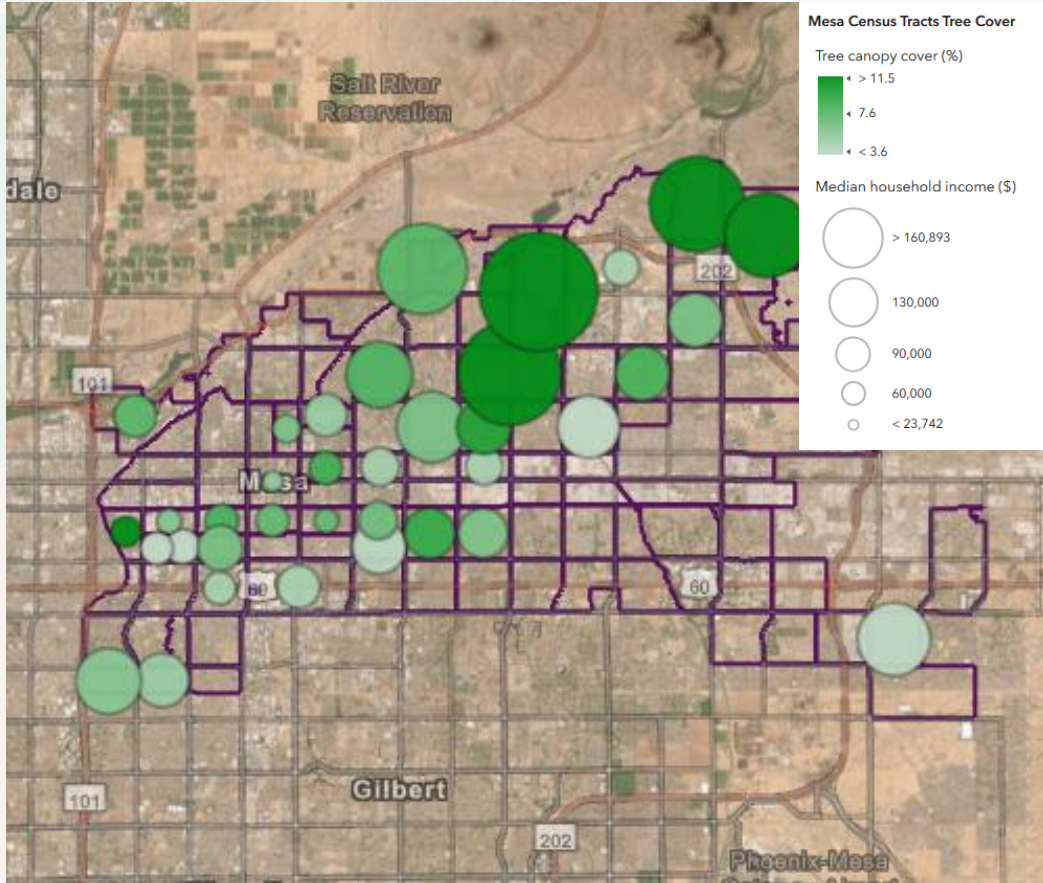 Mesa Census Tracts Tree Cover
Tree canopy cover (%)
> 11.5
7.6
< 3.6
Median household income ($)
> 160,893
130,000
90,000
60,000
< 23,742
Salt River
Reservation
dale
202
101
Mesa
60
60
Gilbert
101
202
Phoenix-Mesa